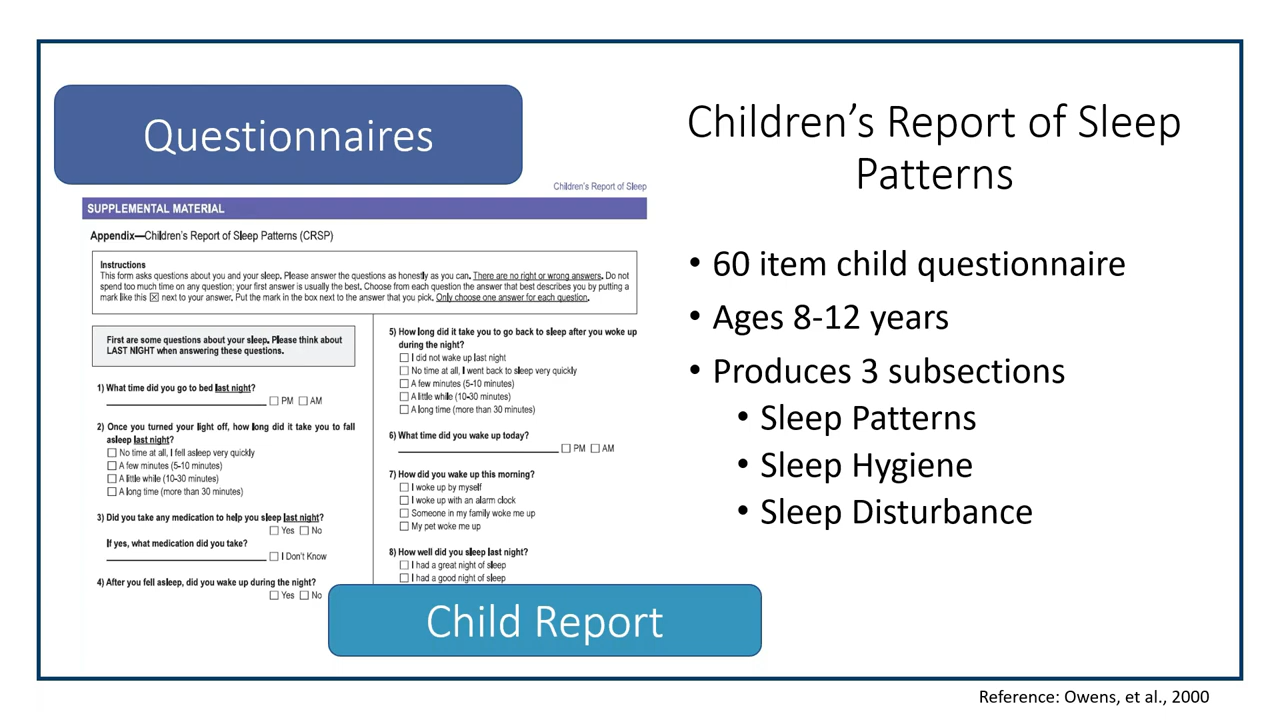 Questionnaires
Children's Report of Sleep
SUPPLEMENTAL MATERIAL
Appendix—Children's Report of Sleep Patterns (CRSP)
Instructions
This form asks questions about you and your sleep. Please answer the questions as honestly as you can. There are no right or wrong answers. Do not
spend too much time on any question; your first answer is usually the best. Choose from each question the answer that best describes you by putting a
mark like this ☒ next to your answer. Put the mark in the box next to the answer that you pick. Only choose one answer for each question.
First are some questions about your sleep. Please think about
LAST NIGHT when answering these questions.
1) What time did you go to bed last night?
☐ PM ☐ AM
2) Once you turned your light off, how long did it take you to fall
asleep last night?
☐ No time at all, I fell asleep very quickly
☐ A few minutes (5-10 minutes)
☐ A little while (10-30 minutes)
☐ A long time (more than 30 minutes)
3) Did you take any medication to help you sleep last night?
☐ Yes ☐ No
If yes, what medication did you take?
☐ I Don't Know
4) After you fell asleep, did you wake up during the night?
☐ Yes ☐ No
5) How long did it take you to go back to sleep after you woke up
during the night?
☐ I did not wake up last night
☐ No time at all, I went back to sleep very quickly
☐ A few minutes (5-10 minutes)
☐ A little while (10-30 minutes)
☐ A long time (more than 30 minutes)
6) What time did you wake up today?
☐ PM ☐ AM
7) How did you wake up this morning?
☐ I woke up by myself
☐ I woke up with an alarm clock
☐ Someone in my family woke me up
☐ My pet woke me up
8) How well did you sleep last night?
☐ I had a great night of sleep
☐ I had a good night of sleep
Child Report
Children's Report of Sleep
Patterns
• 60 item child questionnaire
• Ages 8-12 years
• Produces 3 subsections
• Sleep Patterns
• Sleep Hygiene
• Sleep Disturbance
Reference: Owens, et al., 2000